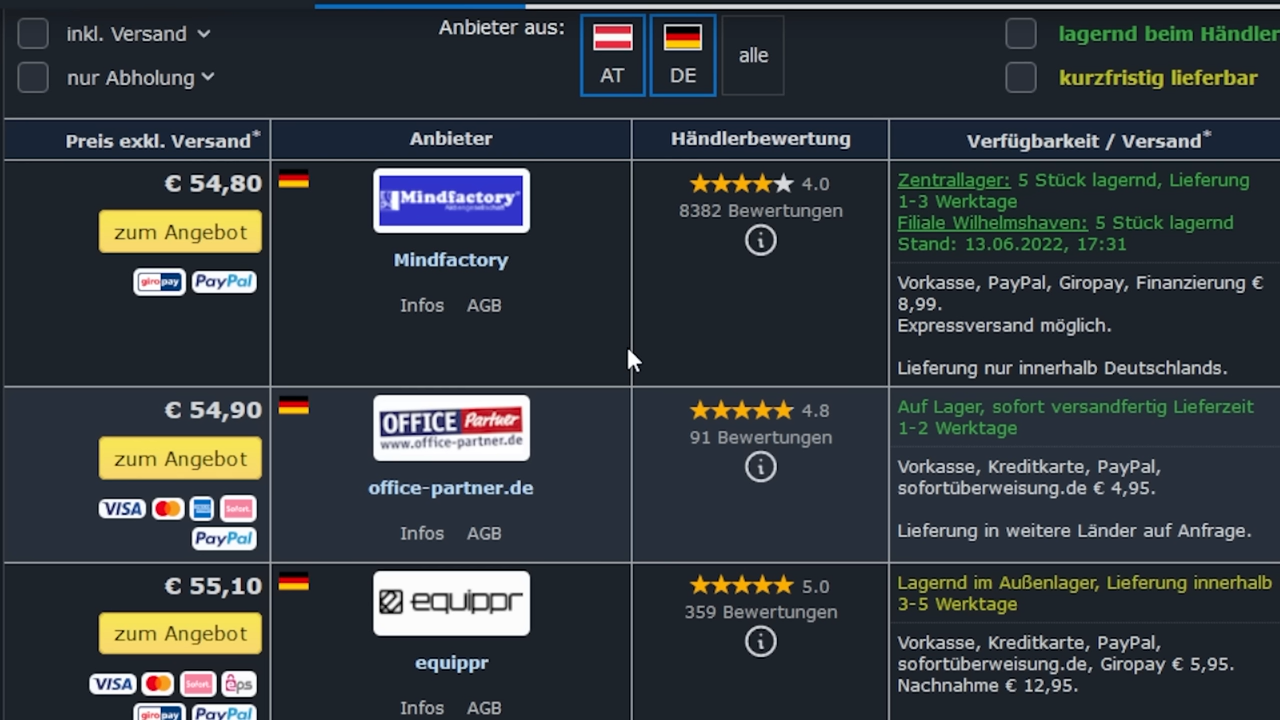 inkl. Versand
nur Abholung
Anbieter aus:
AT
DE
alle
lagernd beim Händler
kurzfristig lieferbar
Preis exkl. Versand*
Anbieter
Händlerbewertung
Verfügbarkeit / Versand*
€ 54,80
zum Angebot
giropay PayPal
Mindfactory
Mindfactory
Infos AGB
4.0
8382 Bewertungen
Zentrallager: 5 Stück lagernd, Lieferung
1-3 Werktage
Filiale Wilhelmshaven: 5 Stück lagernd
Stand: 13.06.2022, 17:31
Vorkasse, PayPal, Giropay, Finanzierung €
8,99.
Expressversand möglich.
Lieferung nur innerhalb Deutschlands.
€ 54,90
zum Angebot
VISA Sofort.
PayPal
OFFICE Partner
www.office-partner.de
office-partner.de
Infos AGB
4.8
91 Bewertungen
Auf Lager, sofort versandfertig Lieferzeit
1-2 Werktage
Vorkasse, Kreditkarte, PayPal,
sofortüberweisung.de € 4,95.
Lieferung in weitere Länder auf Anfrage.
€ 55,10
zum Angebot
VISA Sofort. eps
giropay PayPal
equippr
equippr
Infos AGB
5.0
359 Bewertungen
Lagernd im Außenlager, Lieferung innerhalb
3-5 Werktage
Vorkasse, Kreditkarte, PayPal,
sofortüberweisung.de, Giropay € 5,95.
Nachnahme € 12,95.